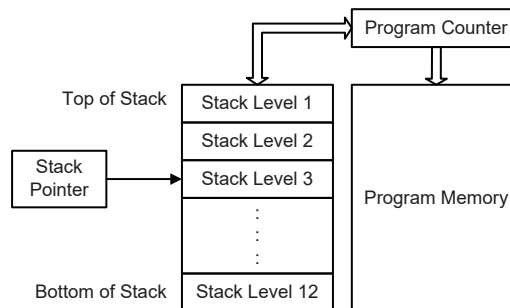 Program Counter
Top of Stack
Stack Level 1
Stack Level 2
Stack
Pointer
Stack Level 3
:
:
:
Program Memory
Bottom of Stack
Stack Level 12